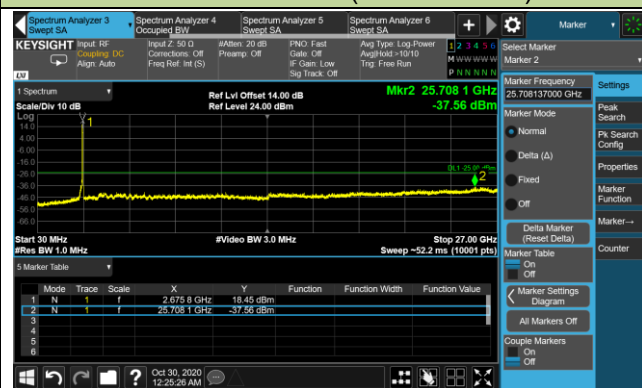 Spectrum Analyzer 3
Swept SA
Spectrum Analyzer 4
Occupied BW
Spectrum Analyzer 5
Swept SA
Spectrum Analyzer 6
Swept SA
+
Marker
KEYSIGHT
Input: RF
Coupling: DC
Align: Auto
Input Z: 50 Ω
Corrections: Off
Freq Ref: Int (S)
#Atten: 20 dB
Preamp: Off
PNO: Fast
Gate: Off
IF Gain: Low
Sig Track: Off
Avg Type: Log-Power
Avg|Hold:>10/10
Trig: Free Run
1 2 3 4 5 6
M W W W W W
P N N N N N
LXI
Select Marker
Marker 2
1 Spectrum
Scale/Div 10 dB
Ref Lvl Offset 14.00 dB
Ref Level 24.00 dBm
Mkr2 25.708 1 GHz
-37.56 dBm
Log
14.0
4.00
-6.00
-16.0
-26.0
-36.0
-46.0
-56.0
-66.0
1
DL1 -25.00 dBm
2
Start 30 MHz
#Res BW 1.0 MHz
#Video BW 3.0 MHz
Stop 27.00 GHz
Sweep ~52.2 ms (10001 pts)
5 Marker Table
Mode Trace Scale X Y Function Function Width Function Value
1 N 1 f 2.675 8 GHz 18.45 dBm
2 N 1 f 25.708 1 GHz -37.56 dBm
3
4
5
6
Marker Frequency
25.708137000 GHz
Marker Mode
Normal
Delta (Δ)
Fixed
Off
Delta Marker
(Reset Delta)
Marker Table
On
Off
Marker Settings
Diagram
All Markers Off
Couple Markers
On
Off
Settings
Peak
Search
Pk Search
Config
Properties
Marker
Function
Marker→
Counter
?
Oct 30, 2020
12:25:26 AM